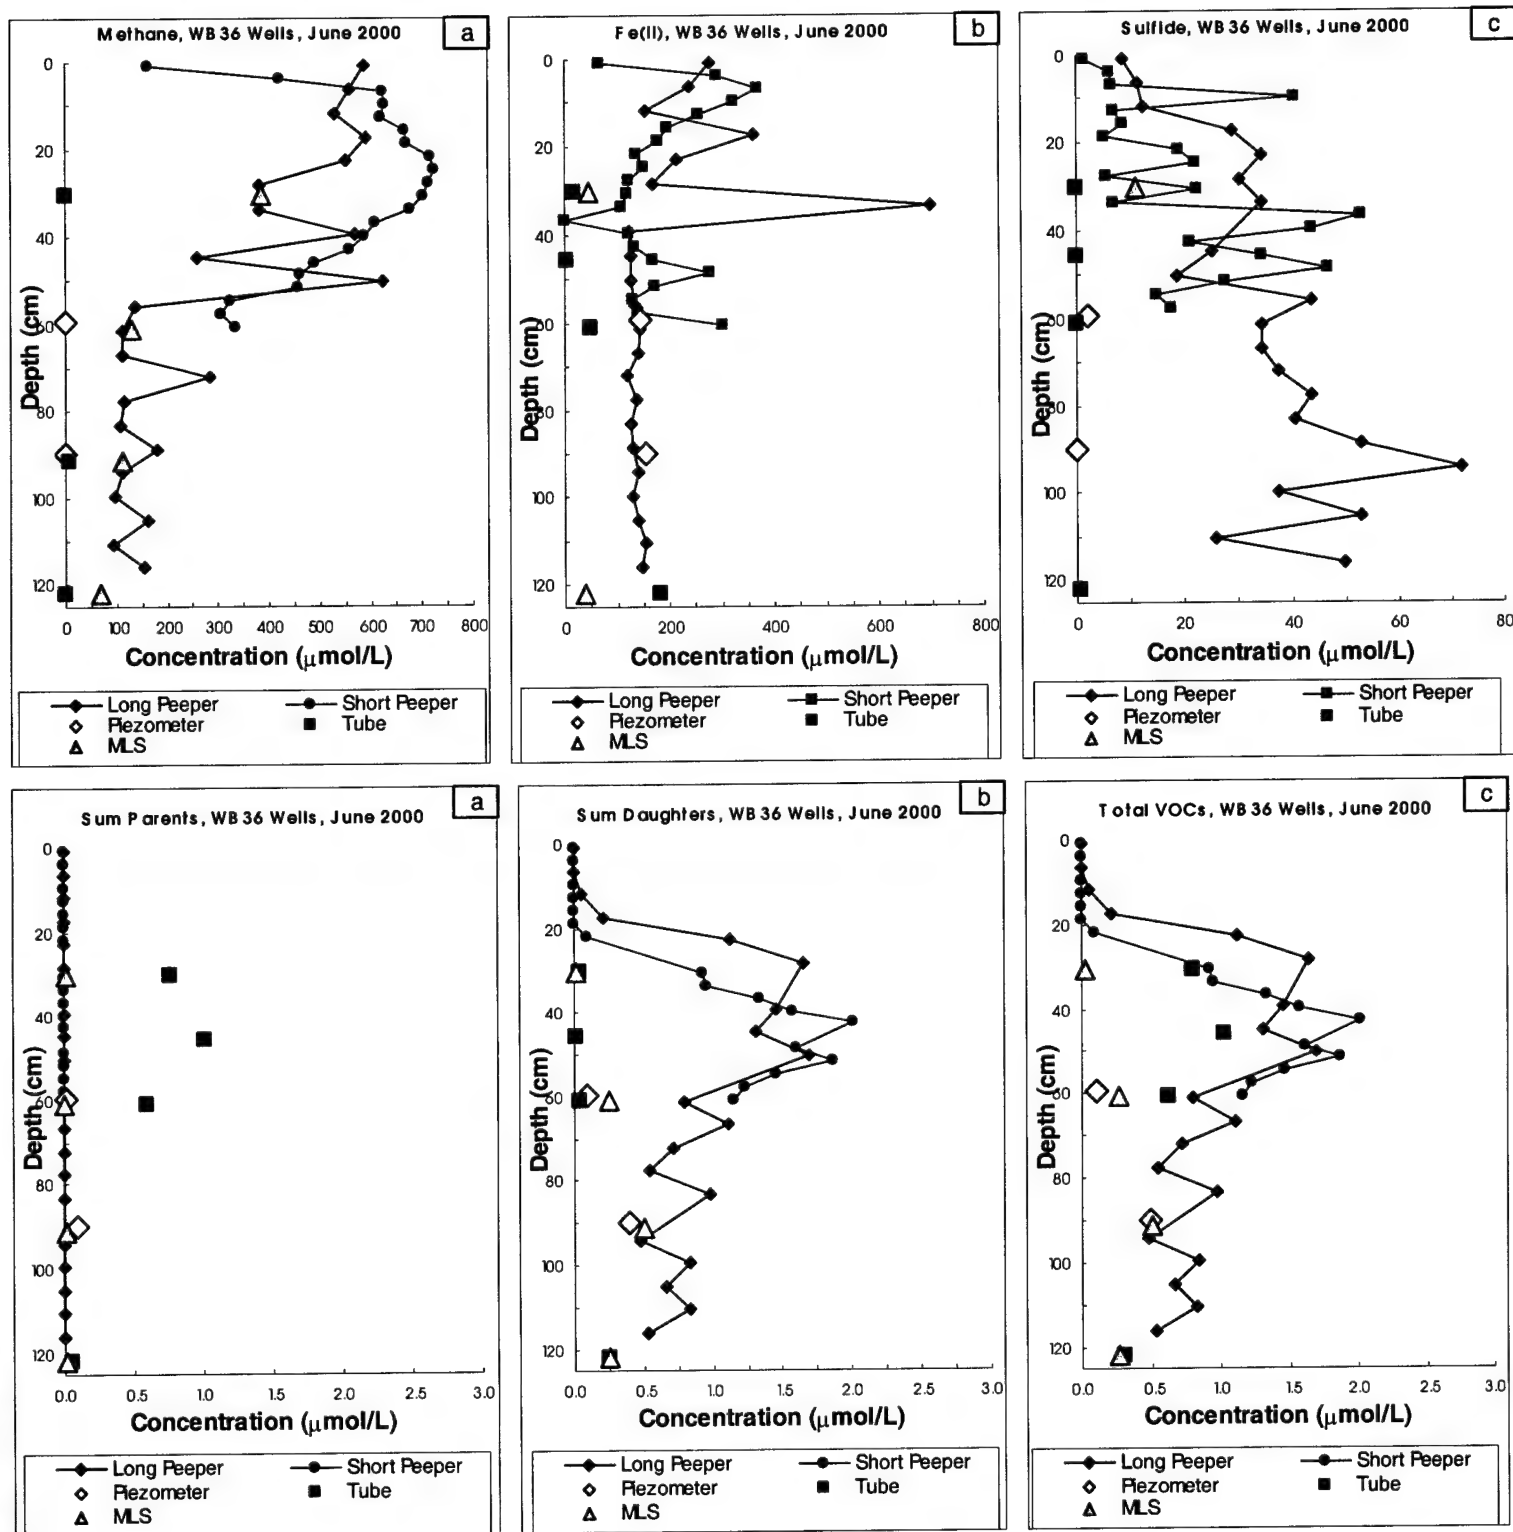 Methane, WB 36 Wells, June 2000
a
0
20
40
60
80
100
120
Depth (cm)
0 100 200 300 400 500 600 700 800
Concentration (µmol/L)
Long Peeper Short Peeper
Piezometer Tube
MLS
Fe(II), WB 36 Wells, June 2000
b
0
20
40
60
80
100
120
Depth (cm)
0 200 400 600 800
Concentration (µmol/L)
Long Peeper Short Peeper
Piezometer Tube
MLS
Sulfide, WB 36 Wells, June 2000
c
0
20
40
60
80
100
120
Depth (cm)
0 20 40 60 80
Concentration (µmol/L)
Long Peeper Short Peeper
Piezometer Tube
MLS
Sum Parents, WB 36 Wells, June 2000
a
0
20
40
60
80
100
120
Depth (cm)
0.0 0.5 1.0 1.5 2.0 2.5 3.0
Concentration (µmol/L)
Long Peeper Short Peeper
Piezometer Tube
MLS
Sum Daughters, WB 36 Wells, June 2000
b
0
20
40
60
80
100
120
Depth (cm)
0.0 0.5 1.0 1.5 2.0 2.5 3.0
Concentration (µmol/L)
Long Peeper Short Peeper
Piezometer Tube
MLS
Total VOCs, WB 36 Wells, June 2000
c
0
20
40
60
80
100
120
Depth (cm)
0.0 0.5 1.0 1.5 2.0 2.5 3.0
Concentration (µmol/L)
Long Peeper Short Peeper
Piezometer Tube
MLS